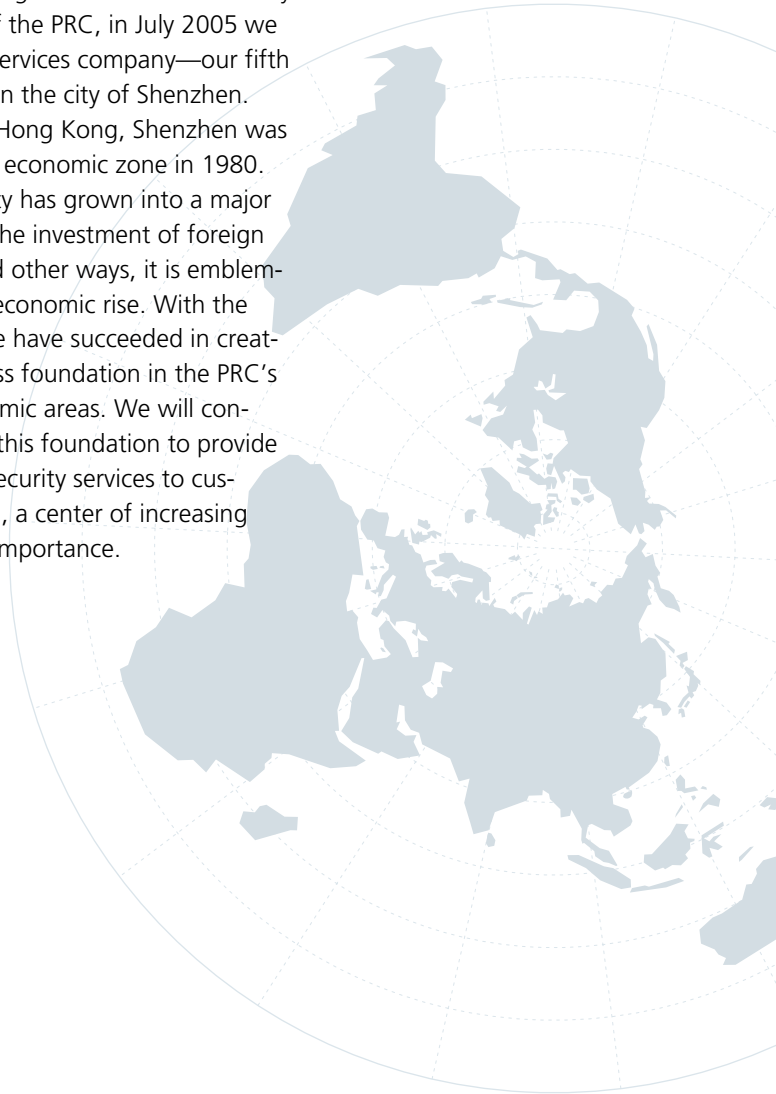 f the PRC, in July 2005 we
ervices company—our fifth
n the city of Shenzhen.
Hong Kong, Shenzhen was
economic zone in 1980.
y has grown into a major
he investment of foreign
d other ways, it is emblem-
economic rise. With the
e have succeeded in creat-
ss foundation in the PRC’s
mic areas. We will con-
this foundation to provide
ecurity services to cus-
, a center of increasing
mportance.